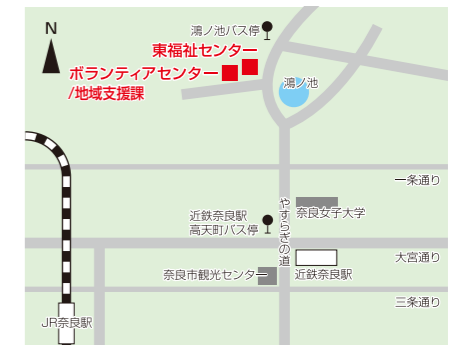 N
鴻ノ池バス停
東福祉センター
ボランティアセンター
/地域支援課
鴻ノ池
一条通り
やすらぎの道
奈良女子大学
近鉄奈良駅
高天町バス停
大宮通り
奈良市観光センター
近鉄奈良駅
三条通り
JR奈良駅